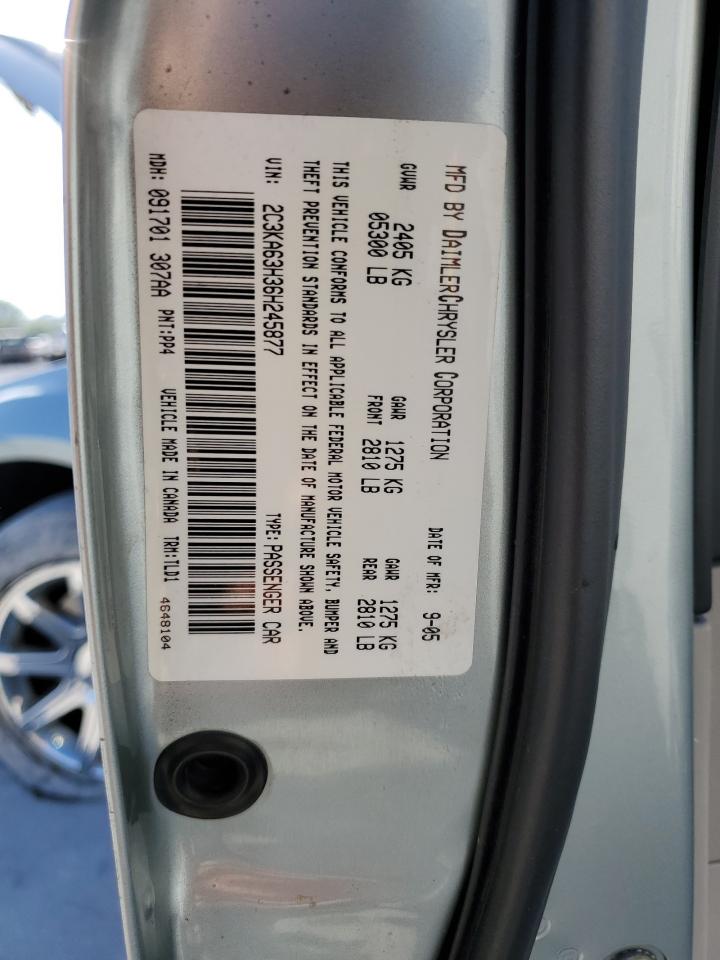 MFD BY DAIMLERCHRYSLER CORPORATION
DATE OF MFR: 9-05
GVWR 2405 KG
05300 LB
GAWR 1275 KG
FRONT 2810 LB
GAWR 1275 KG
REAR 2810 LB
THIS VEHICLE CONFORMS TO ALL APPLICABLE FEDERAL MOTOR VEHICLE SAFETY, BUMPER AND
THEFT PREVENTION STANDARDS IN EFFECT ON THE DATE OF MANUFACTURE SHOWN ABOVE.
VIN: 2C3KA63H36H245877 TYPE: PASSENGER CAR
MDH: 091701 307AA PNT:PP4 VEHICLE MADE IN CANADA TRM:TLD1
4648104